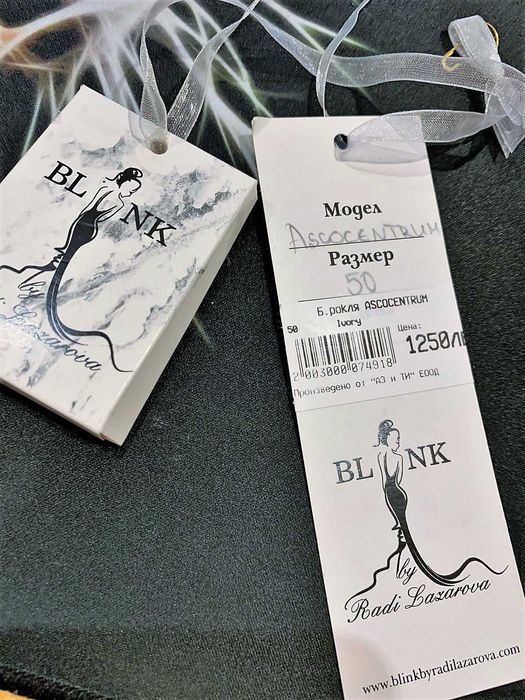 BL NK
by
Radi Lazarova
Модел
ASCOCENTRUM
Размер
50
Б.рокля ASCOCENTRUM
50 Ivory
Цена: 1250лв
2 003000 074918
Произведено от "АЗ и ТИ" ЕООД
BL NK
by
Radi Lazarova
www.blinkbyradilazarova.com